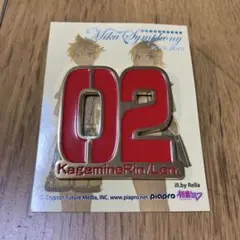 Miku Symphony
02
KagamineRin/Len
ill.by Rella
© Crypton Future Media, INC. www.piapro.net piapro